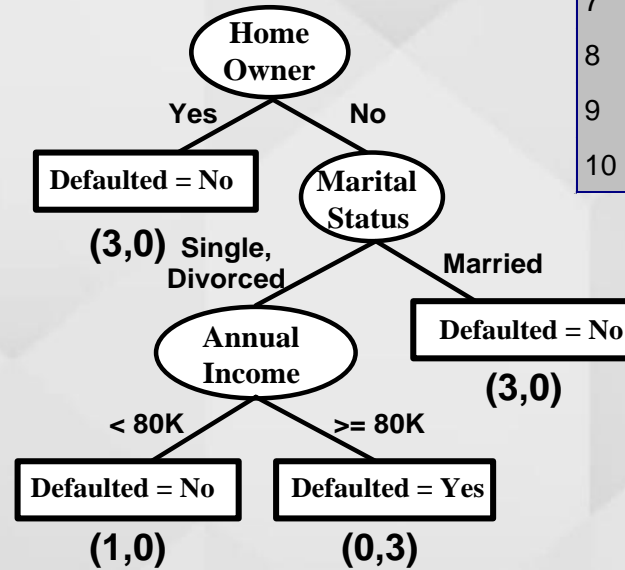 7
8
9
10
Home
Owner
Yes
No
Defaulted = No
(3,0)
Marital
Status
Single,
Divorced
Married
Annual
Income
Defaulted = No
(3,0)
< 80K
>= 80K
Defaulted = No
Defaulted = Yes
(1,0)
(0,3)